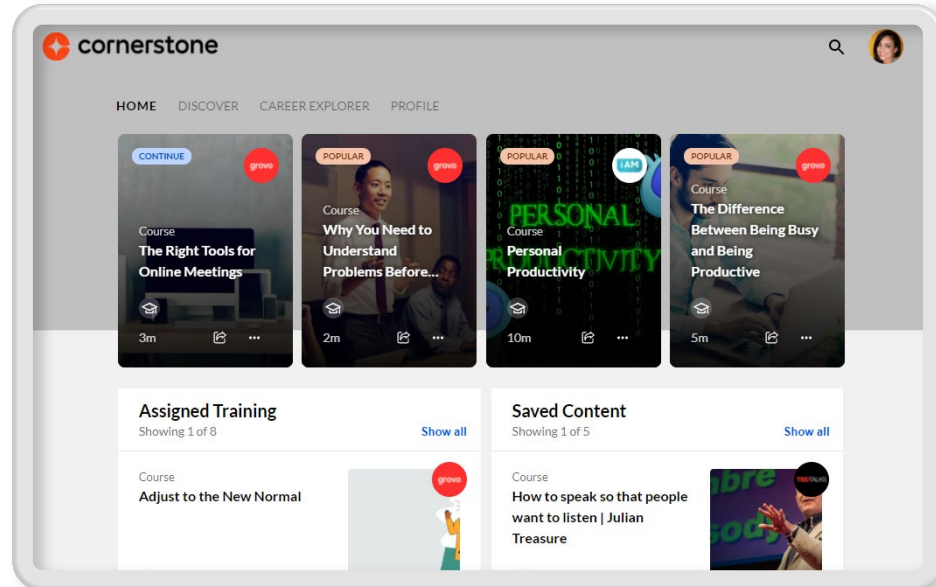 cornerstone
HOME DISCOVER CAREER EXPLORER PROFILE
CONTINUE
grovo
Course
The Right Tools for
Online Meetings
3m
POPULAR
grovo
Course
Why You Need to
Understand
Problems Before...
2m
POPULAR
iAM
PERSONAL
PRODUCTIVITY
Course
Personal
Productivity
10m
POPULAR
grovo
Course
The Difference
Between Being Busy
and Being
Productive
5m
Assigned Training
Showing 1 of 8
Show all
Course
Adjust to the New Normal
grovo
Saved Content
Showing 1 of 5
Show all
Course
How to speak so that people
want to listen | Julian
Treasure
TEDTALKS